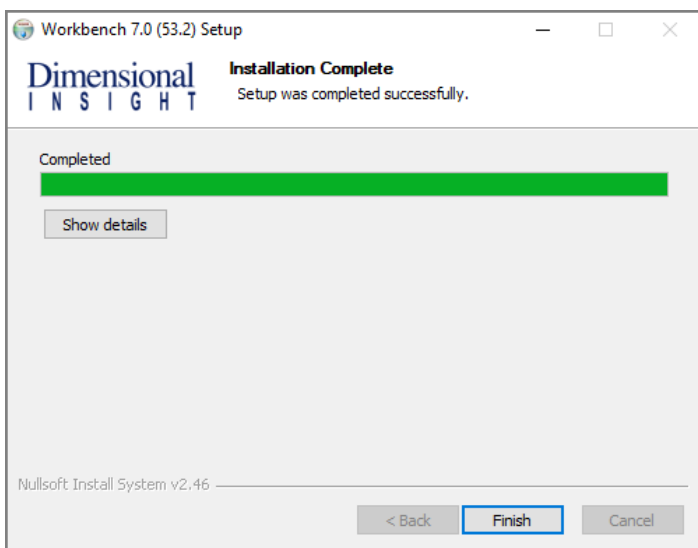 Workbench 7.0 (53.2) Setup
Dimensional
INSIGHT
Installation Complete
Setup was completed successfully.
Completed
Show details
Nullsoft Install System v2.46
< Back
Finish
Cancel